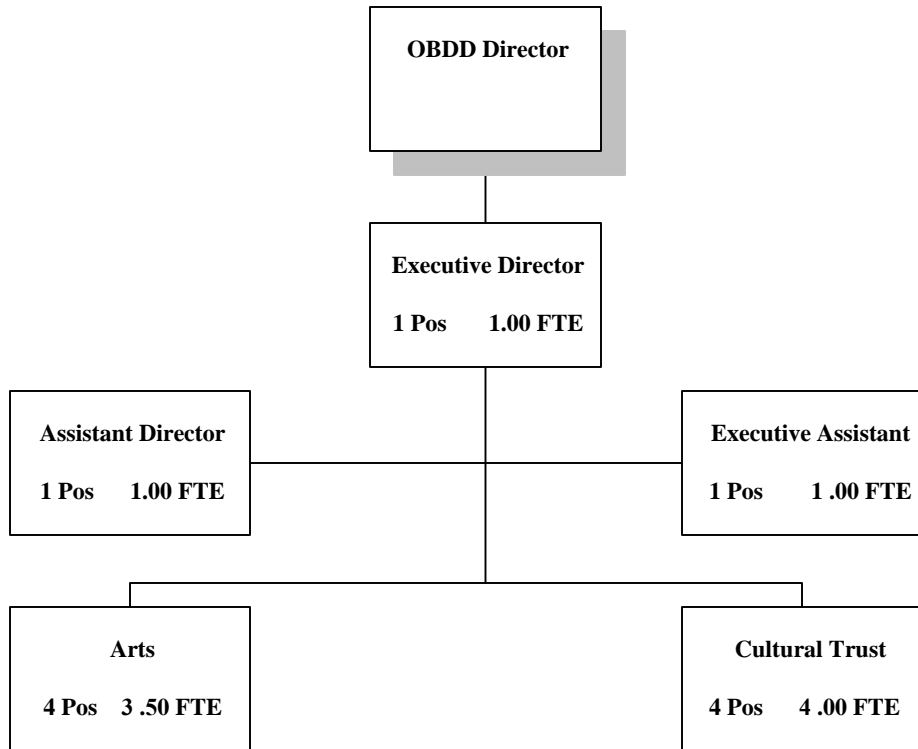 OBDD Director
Executive Director
1 Pos 1.00 FTE
Assistant Director
1 Pos 1.00 FTE
Executive Assistant
1 Pos 1 .00 FTE
Arts
4 Pos 3 .50 FTE
Cultural Trust
4 Pos 4 .00 FTE